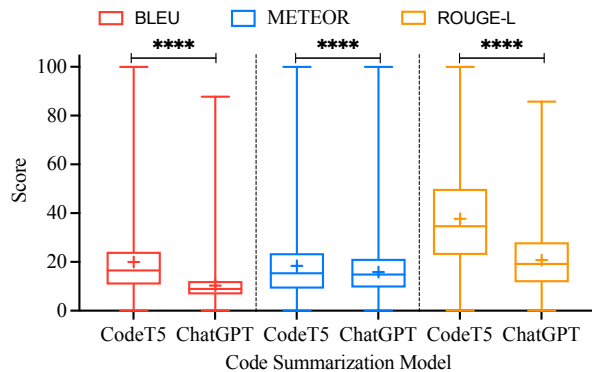 BLEU METEOR ROUGE-L
**** **** ****
100
80
60
40
20
0
Score
CodeT5 ChatGPT CodeT5 ChatGPT CodeT5 ChatGPT
Code Summarization Model